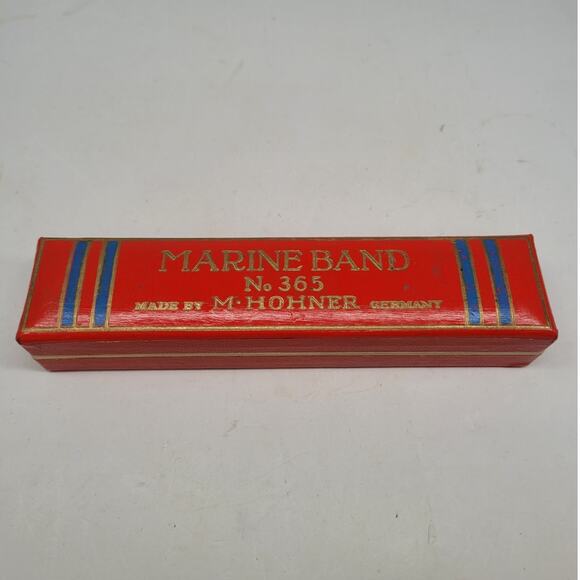 MARINE BAND
No 365
MADE BY M. HOHNER GERMANY